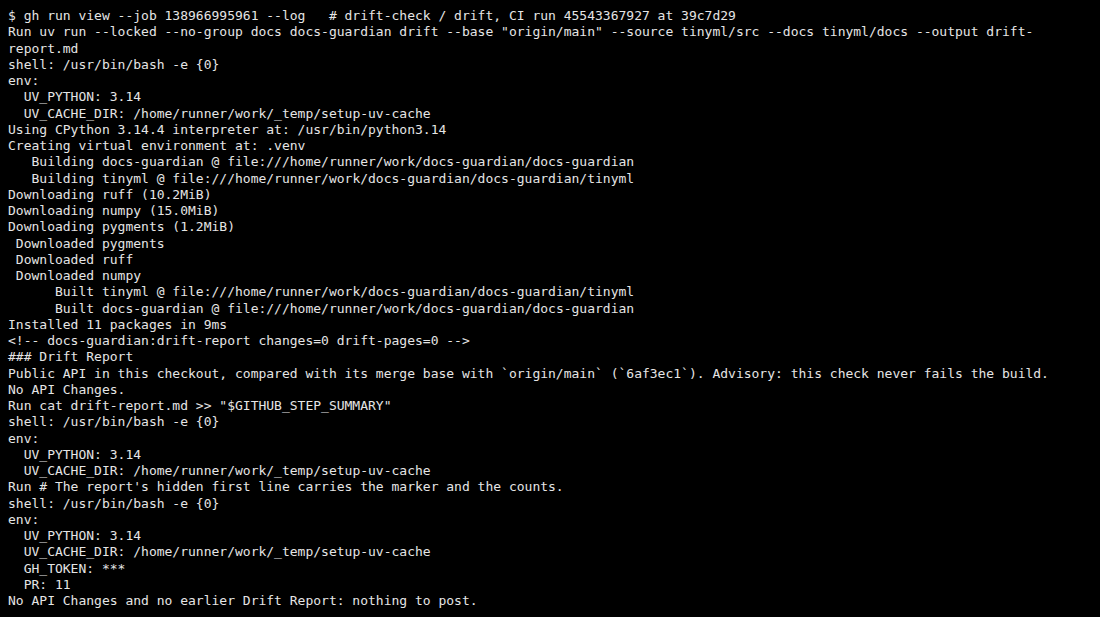 $ gh run view --job 138966995961 --log   # drift-check / drift, CI run 45543367927 at 39c7d29
Run uv run --locked --no-group docs docs-guardian drift --base "origin/main" --source tinyml/src --docs tinyml/docs --output drift-
report.md
shell: /usr/bin/bash -e {0}
env:
  UV_PYTHON: 3.14
  UV_CACHE_DIR: /home/runner/work/_temp/setup-uv-cache
Using CPython 3.14.4 interpreter at: /usr/bin/python3.14
Creating virtual environment at: .venv
   Building docs-guardian @ file:///home/runner/work/docs-guardian/docs-guardian
   Building tinyml @ file:///home/runner/work/docs-guardian/docs-guardian/tinyml
Downloading ruff (10.2MiB)
Downloading numpy (15.0MiB)
Downloading pygments (1.2MiB)
 Downloaded pygments
 Downloaded ruff
 Downloaded numpy
      Built tinyml @ file:///home/runner/work/docs-guardian/docs-guardian/tinyml
      Built docs-guardian @ file:///home/runner/work/docs-guardian/docs-guardian
Installed 11 packages in 9ms
<!-- docs-guardian:drift-report changes=0 drift-pages=0 -->
### Drift Report
Public API in this checkout, compared with its merge base with `origin/main` (`6af3ec1`). Advisory: this check never fails the build.
No API Changes.
Run cat drift-report.md >> "$GITHUB_STEP_SUMMARY"
shell: /usr/bin/bash -e {0}
env:
  UV_PYTHON: 3.14
  UV_CACHE_DIR: /home/runner/work/_temp/setup-uv-cache
Run # The report's hidden first line carries the marker and the counts.
shell: /usr/bin/bash -e {0}
env:
  UV_PYTHON: 3.14
  UV_CACHE_DIR: /home/runner/work/_temp/setup-uv-cache
  GH_TOKEN: ***
  PR: 11
No API Changes and no earlier Drift Report: nothing to post.